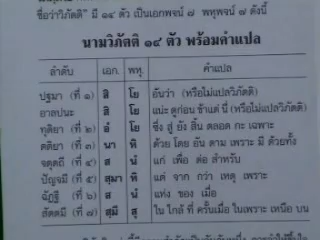 ชื่อว่าวิภัตติ" มี ๑๔ ตัว เป็นเอกพจน์ ๗ พหุพจน์ ๗ ดังนี้
นามวิภัตติ ๑๔ ตัว พร้อมคำแปล
ลำดับ เอก. พหุ. คำแปล
ปฐมา (ที่ ๑) สิ โย อันว่า (หรือไม่แปลวิภัตติ)
อาลปนะ สิ โย แน่ะ ดูก่อน ข้าแต่ นี่ (หรือไม่แปลวิภัตติ)
ทุติยา (ที่ ๒) อํ โย ซึ่ง สู่ ยัง สิ้น ตลอด กะ เฉพาะ
ตติยา (ที่ ๓) นา หิ ด้วย โดย อัน ตาม เพราะ มี ด้วยทั้ง
จตุตถี (ที่ ๔) ส นํ แก่ เพื่อ ต่อ สำหรับ
ปัญจมี (ที่ ๕) สฺมา หิ แต่ จาก กว่า เหตุ เพราะ
ฉัฏฐี (ที่ ๖) ส นํ แห่ง ของ เมื่อ
สัตตมี (ที่ ๗) สฺมึ สุ ใน ใกล้ ที่ ครั้นเมื่อ ในเพราะ เหนือ บน